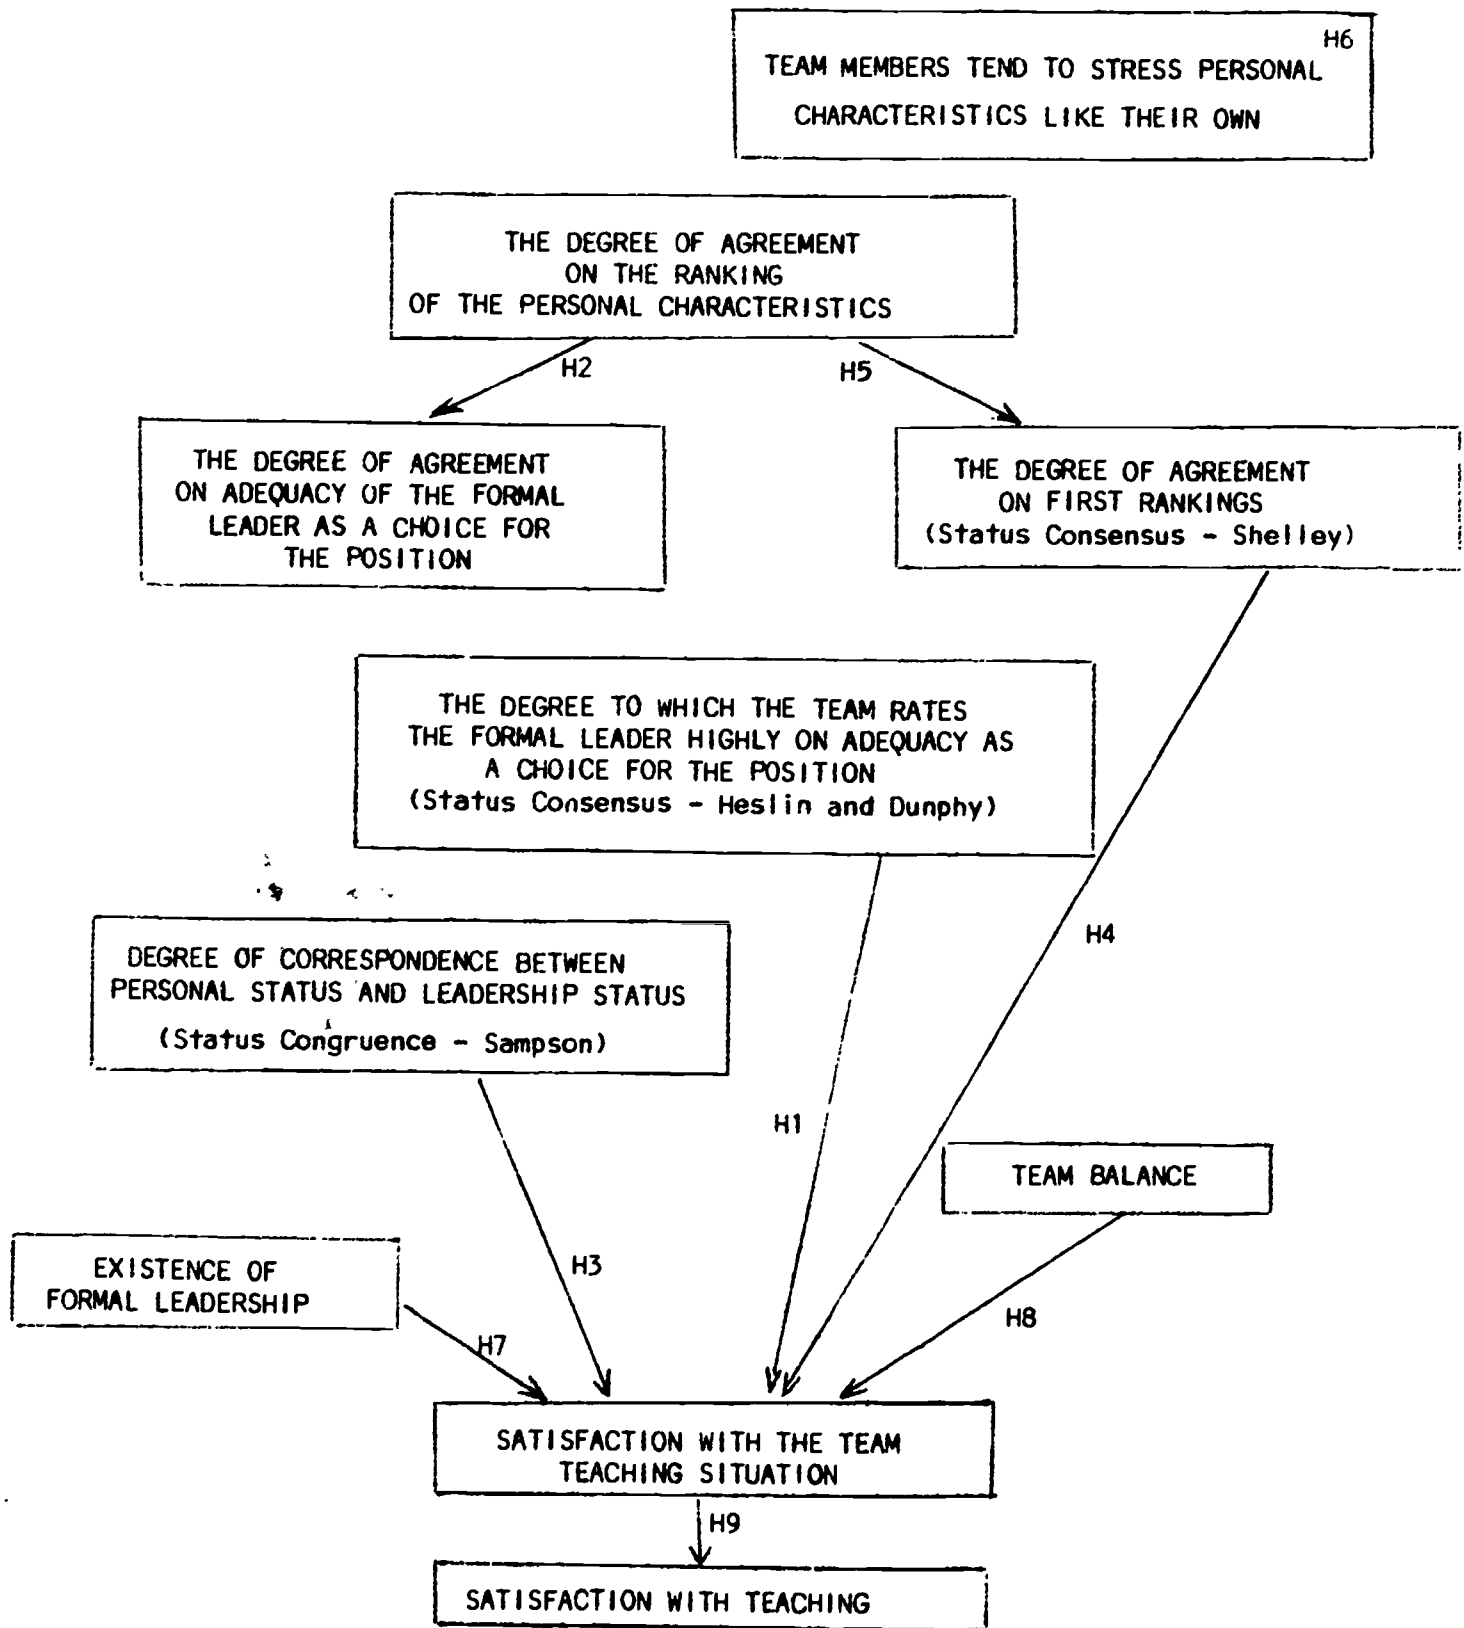 H6
TEAM MEMBERS TEND TO STRESS PERSONAL
CHARACTERISTICS LIKE THEIR OWN
THE DEGREE OF AGREEMENT
ON THE RANKING
OF THE PERSONAL CHARACTERISTICS
H2
H5
THE DEGREE OF AGREEMENT
ON ADEQUACY OF THE FORMAL
LEADER AS A CHOICE FOR
THE POSITION
THE DEGREE OF AGREEMENT
ON FIRST RANKINGS
(Status Consensus - Shelley)
THE DEGREE TO WHICH THE TEAM RATES
THE FORMAL LEADER HIGHLY ON ADEQUACY AS
A CHOICE FOR THE POSITION
(Status Consensus - Heslin and Dunphy)
H4
DEGREE OF CORRESPONDENCE BETWEEN
PERSONAL STATUS AND LEADERSHIP STATUS
(Status Congruence - Sampson)
H1
TEAM BALANCE
EXISTENCE OF
FORMAL LEADERSHIP
H3
H8
H7
SATISFACTION WITH THE TEAM
TEACHING SITUATION
H9
SATISFACTION WITH TEACHING